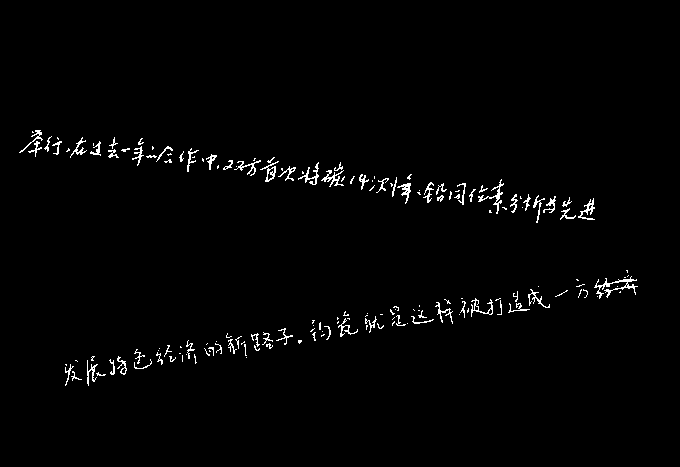 举行。在过去一年的合作中，双方首次将碳14测年、铅同位素分析等先进
发展特色经济的新路子。钧瓷就是这样被打造成一方